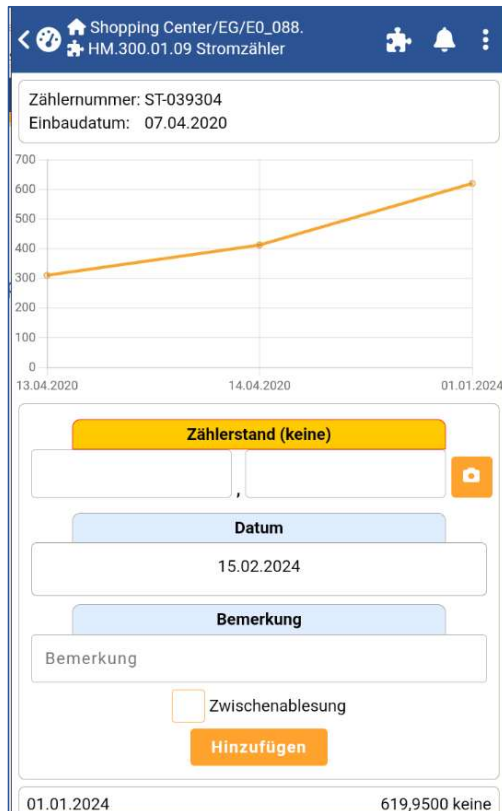 Shopping Center/EG/E0_088.
HM.300.01.09 Stromzähler
Zählernummer: ST-039304
Einbaudatum: 07.04.2020
700
600
500
400
300
200
100
0
13.04.2020 14.04.2020 01.01.2024
Zählerstand (keine)
,
Datum
15.02.2024
Bemerkung
Bemerkung
Zwischenablesung
Hinzufügen
01.01.2024 619,9500 keine